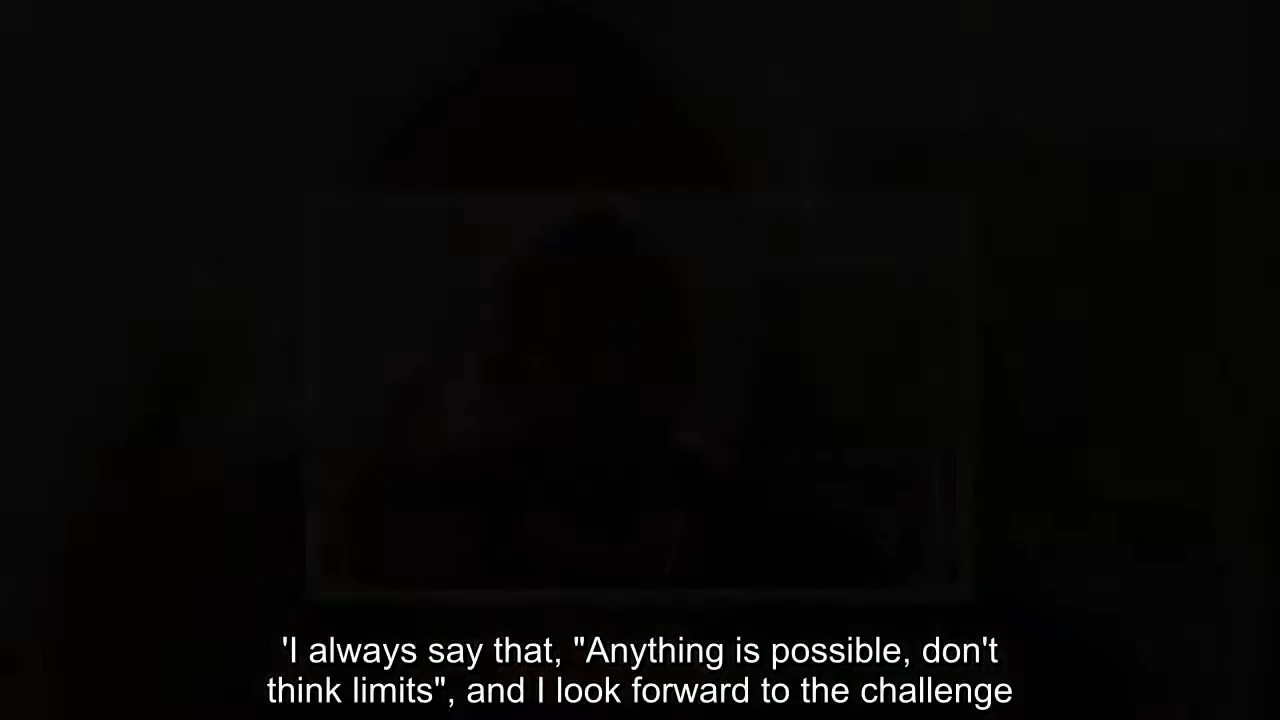 'I always say that, "Anything is possible, don't
think limits", and I look forward to the challenge